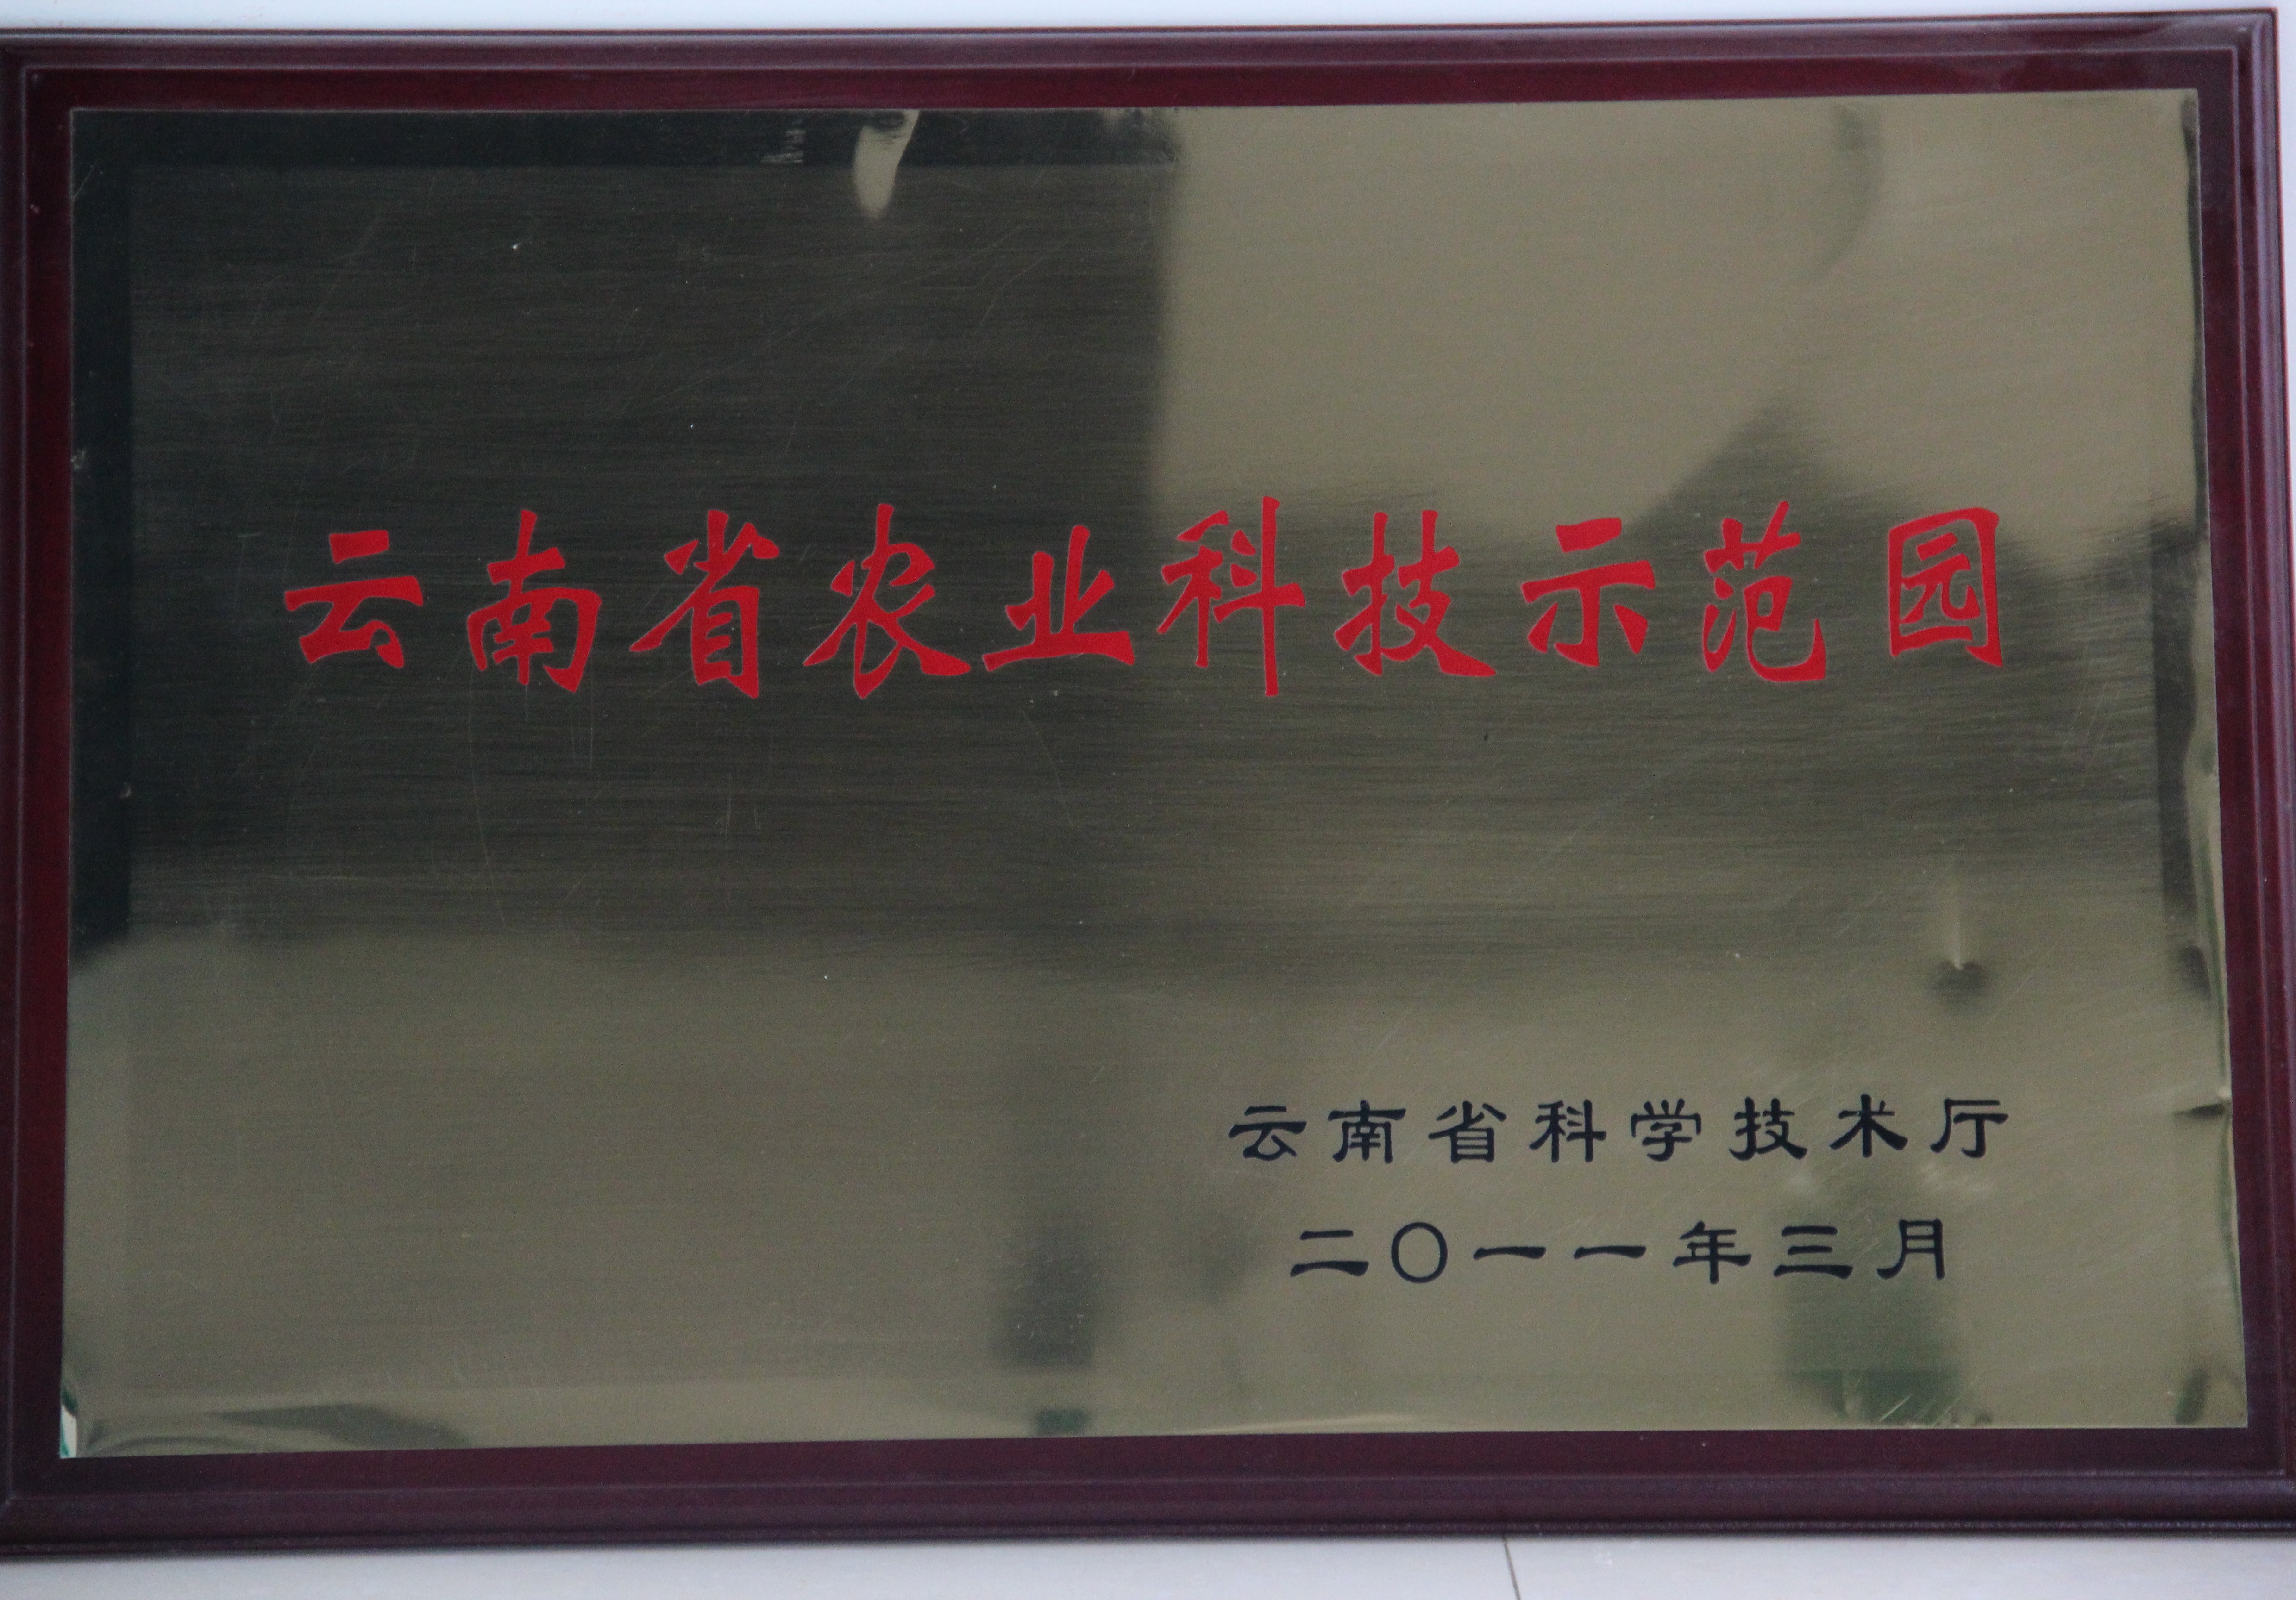 云南省农业科技示范园
云南省科学技术厅
二〇一一年三月